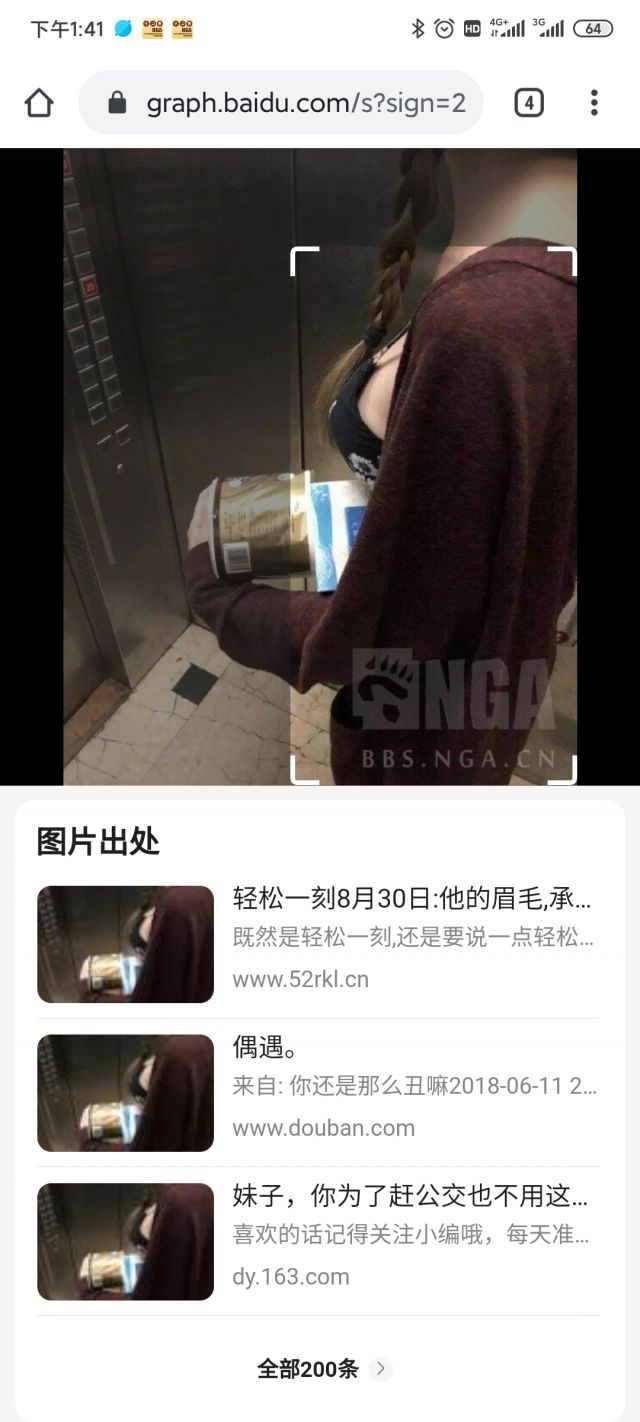 下午1:41
HD 4G+ 3G 64
graph.baidu.com/s?sign=2
4
NGA
BBS.NGA.CN
图片出处
轻松一刻8月30日:他的眉毛,承...
既然是轻松一刻,还是要说一点轻松...
www.52rkl.cn
偶遇。
来自: 你还是那么丑嘛2018-06-11 2...
www.douban.com
妹子，你为了赶公交也不用这...
喜欢的话记得关注小编哦，每天准...
dy.163.com
全部200条